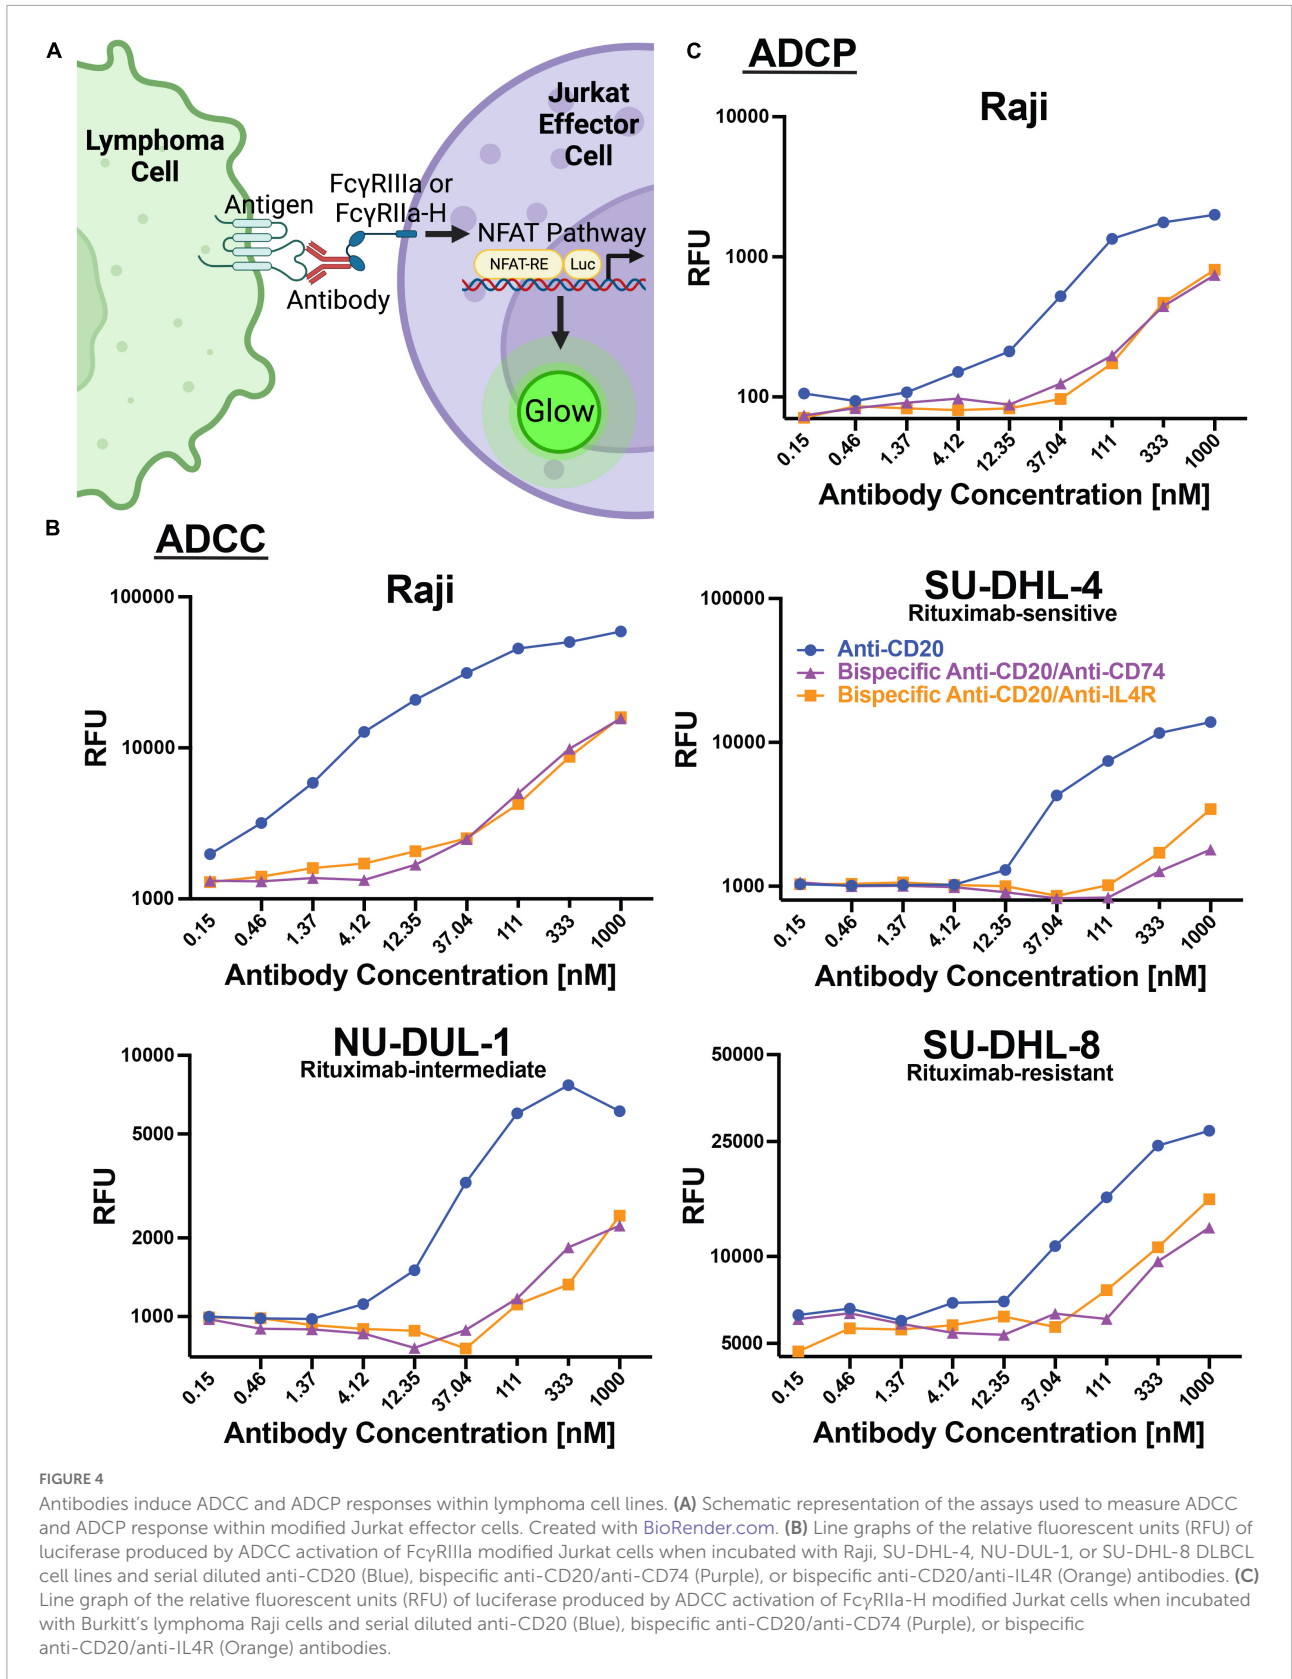 A
Lymphoma
Cell
Antigen
Antibody
FcγRIIIa or
FcγRIIa-H
Jurkat
Effector
Cell
NFAT Pathway
NFAT-RE
Luc
Glow
C
ADCP
Raji
RFU
10000
1000
100
0.15
0.46
1.37
4.12
12.35
37.04
111
333
1000
Antibody Concentration [nM]
B
ADCC
Raji
RFU
100000
10000
1000
0.15
0.46
1.37
4.12
12.35
37.04
111
333
1000
Antibody Concentration [nM]
SU-DHL-4
Rituximab-sensitive
Anti-CD20
Bispecific Anti-CD20/Anti-CD74
Bispecific Anti-CD20/Anti-IL4R
RFU
100000
10000
1000
0.15
0.46
1.37
4.12
12.35
37.04
111
333
1000
Antibody Concentration [nM]
NU-DUL-1
Rituximab-intermediate
RFU
10000
5000
2000
1000
0.15
0.46
1.37
4.12
12.35
37.04
111
333
1000
Antibody Concentration [nM]
SU-DHL-8
Rituximab-resistant
RFU
50000
25000
10000
5000
0.15
0.46
1.37
4.12
12.35
37.04
111
333
1000
Antibody Concentration [nM]
FIGURE 4
Antibodies induce ADCC and ADCP responses within lymphoma cell lines. (A) Schematic representation of the assays used to measure ADCC
and ADCP response within modified Jurkat effector cells. Created with BioRender.com. (B) Line graphs of the relative fluorescent units (RFU) of
luciferase produced by ADCC activation of FcγRIIIa modified Jurkat cells when incubated with Raji, SU-DHL-4, NU-DUL-1, or SU-DHL-8 DLBCL
cell lines and serial diluted anti-CD20 (Blue), bispecific anti-CD20/anti-CD74 (Purple), or bispecific anti-CD20/anti-IL4R (Orange) antibodies. (C)
Line graph of the relative fluorescent units (RFU) of luciferase produced by ADCC activation of FcγRIIa-H modified Jurkat cells when incubated
with Burkitt’s lymphoma Raji cells and serial diluted anti-CD20 (Blue), bispecific anti-CD20/anti-CD74 (Purple), or bispecific
anti-CD20/anti-IL4R (Orange) antibodies.